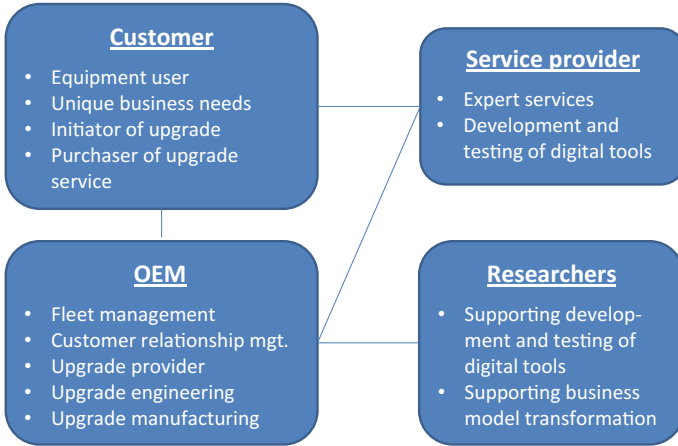 Customer
• Equipment user
• Unique business needs
• Initiator of upgrade
• Purchaser of upgrade
service
Service provider
• Expert services
• Development and
testing of digital tools
OEM
• Fleet management
• Customer relationship mgt.
• Upgrade provider
• Upgrade engineering
• Upgrade manufacturing
Researchers
• Supporting develop-
ment and testing of
digital tools
• Supporting business
model transformation